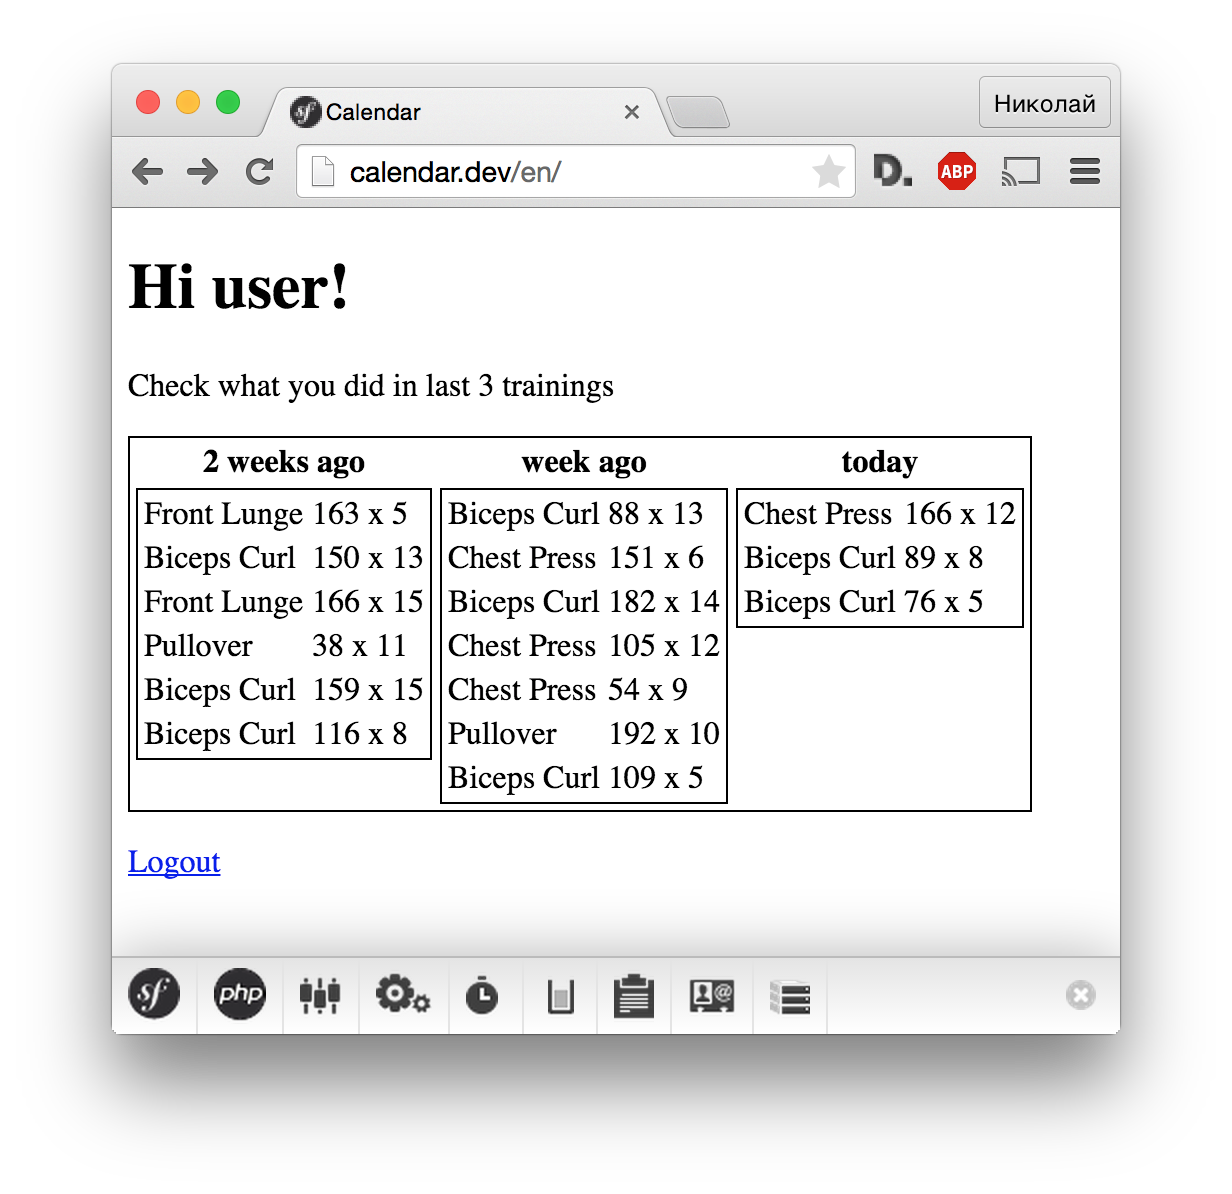 sf Calendar
Николай
calendar.dev/en/
D.
ABP
Hi user!
Check what you did in last 3 trainings
2 weeks ago week ago today
Front Lunge 163 x 5 Biceps Curl 88 x 13 Chest Press 166 x 12
Biceps Curl 150 x 13 Chest Press 151 x 6 Biceps Curl 89 x 8
Front Lunge 166 x 15 Biceps Curl 182 x 14 Biceps Curl 76 x 5
Pullover 38 x 11 Chest Press 105 x 12
Biceps Curl 159 x 15 Chest Press 54 x 9
Biceps Curl 116 x 8 Pullover 192 x 10
Biceps Curl 109 x 5
Logout
sf php @